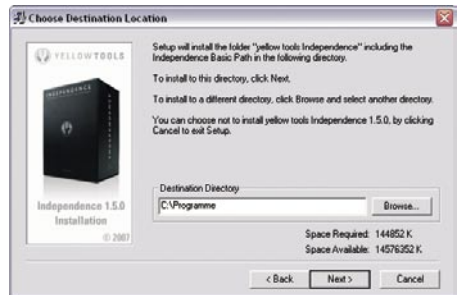 Choose Destination Location
YELLOWTOOLS
INDEPENDENCE
Independence 1.5.0
Installation
© 2007
Setup will install the folder "yellow tools Independence" including the
Independence Basic Path in the following directory.
To install to this directory, click Next.
To install to a different directory, click Browse and select another directory.
You can choose not to install yellow tools Independence 1.5.0, by clicking
Cancel to exit Setup.
Destination Directory
C:\Programme
Browse...
Space Required: 144852 K
Space Available: 14576352 K
< Back
Next >
Cancel